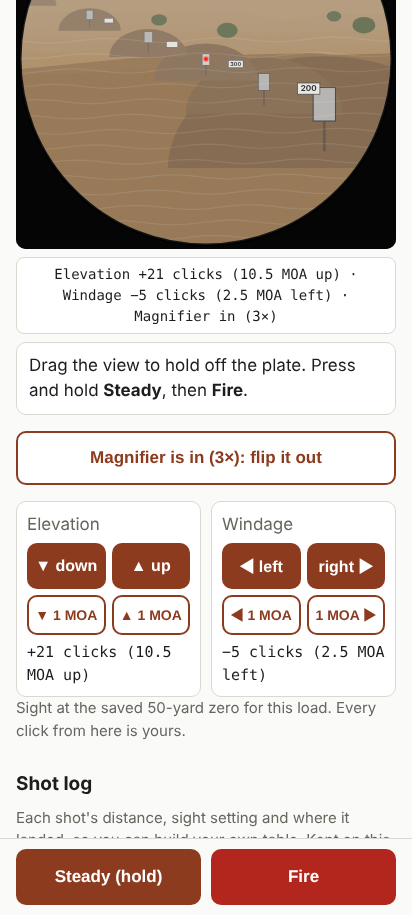 300
200
Elevation +21 clicks (10.5 MOA up) ·
Windage −5 clicks (2.5 MOA left) ·
Magnifier in (3×)
Drag the view to hold off the plate. Press
and hold Steady, then Fire.
Magnifier is in (3×): flip it out
Elevation
▼ down
▲ up
▼ 1 MOA
▲ 1 MOA
+21 clicks (10.5
MOA up)
Windage
◀ left
right ▶
◀ 1 MOA
1 MOA ▶
−5 clicks (2.5 MOA
left)
Sight at the saved 50-yard zero for this load. Every
click from here is yours.
Shot log
Each shot's distance, sight setting and where it
landed, so you can build your own table. Kept on this
Steady (hold)
Fire